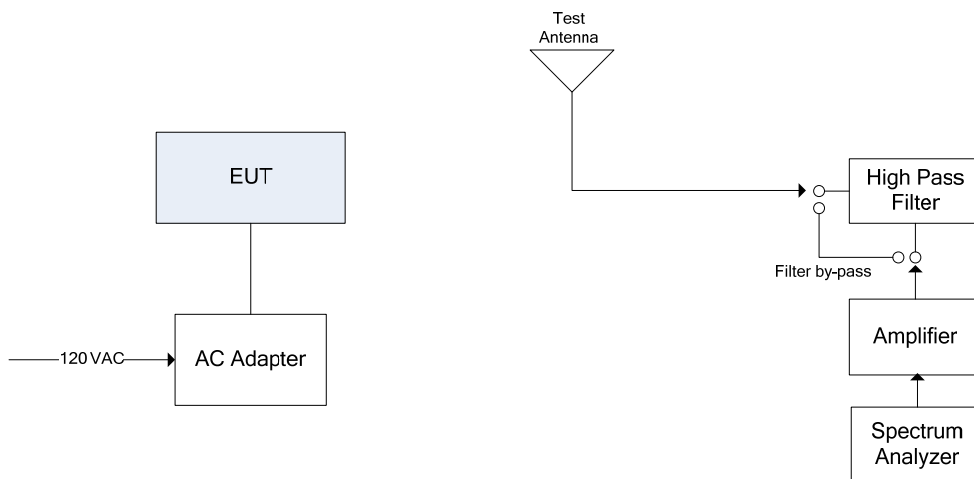 Test
Antenna
EUT
High Pass
Filter
Filter by-pass
Amplifier
120 VAC
AC Adapter
Spectrum
Analyzer